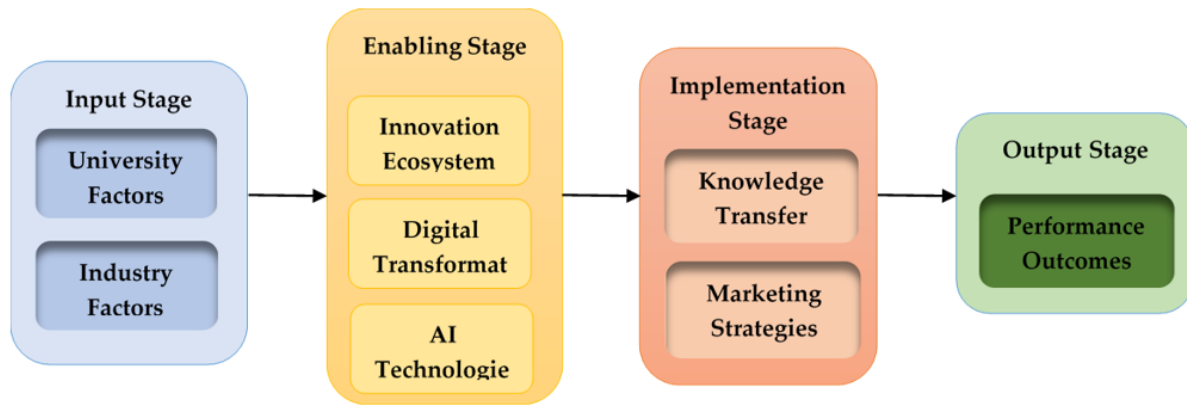 Input Stage
University
Factors
Industry
Factors
Enabling Stage
Innovation
Ecosystem
Digital
Transformat
AI
Technologie
Implementation
Stage
Knowledge
Transfer
Marketing
Strategies
Output Stage
Performance
Outcomes